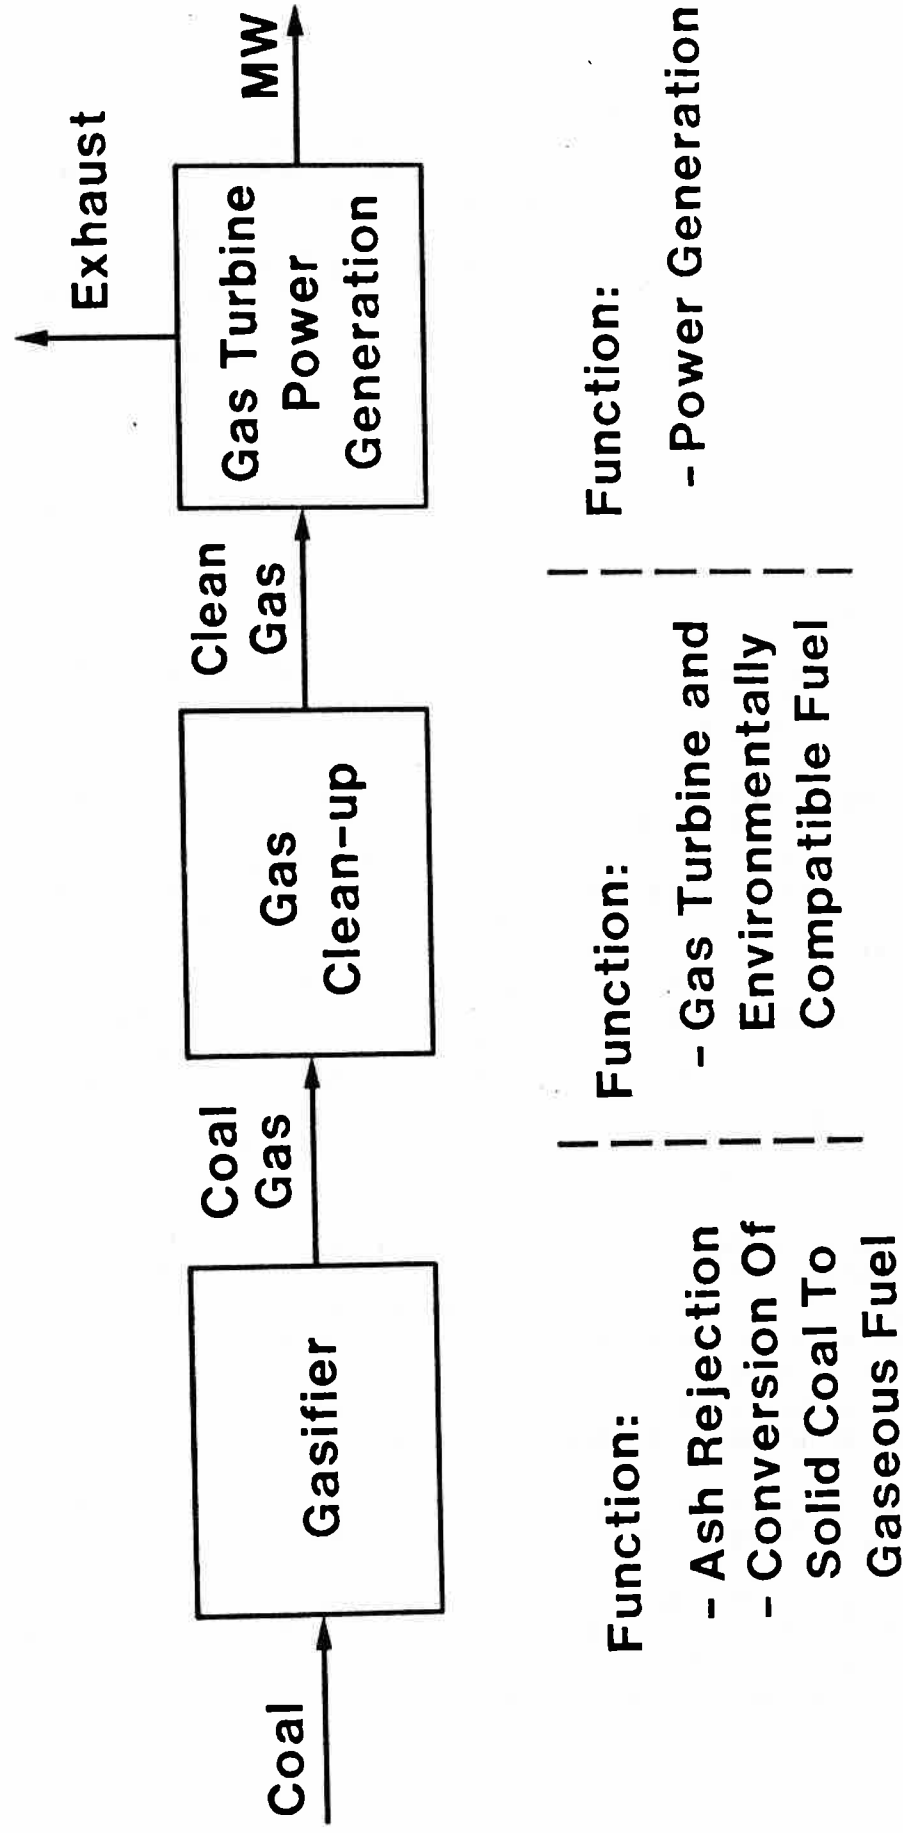 Coal
Gasifier
Coal
Gas
Gas
Clean-up
Clean
Gas
Gas Turbine
Power
Generation
Exhaust
MW
Function:
- Ash Rejection
- Conversion Of
Solid Coal To
Gaseous Fuel
Function:
- Gas Turbine and
Environmentally
Compatible Fuel
Function:
- Power Generation